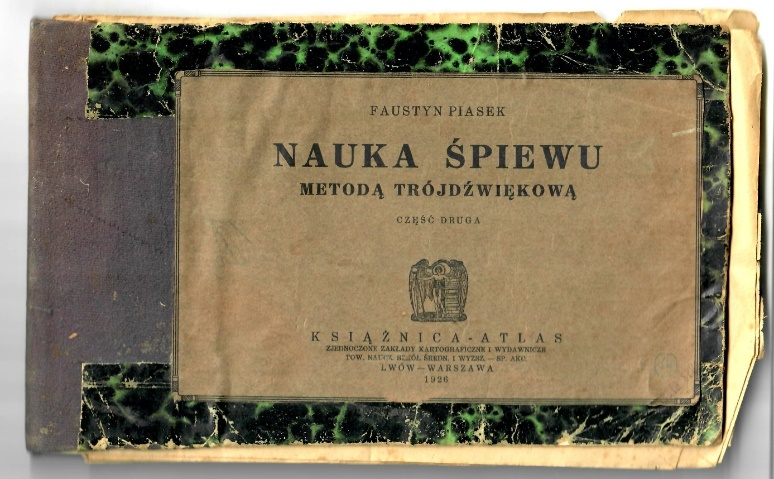 FAUSTYN PIASEK
NAUKA ŚPIEWU
METODĄ TRÓJDŹWIĘKOWĄ
CZĘŚĆ DRUGA
KSIĄŻNICA-ATLAS
ZJEDNOCZONE ZAKŁADY KARTOGRAFICZNE I WYDAWNICZE
TOW. NAUCZ. SZKÓŁ ŚREDN. I WYŻSZ. — SP. AKC.
LWÓW—WARSZAWA
1926